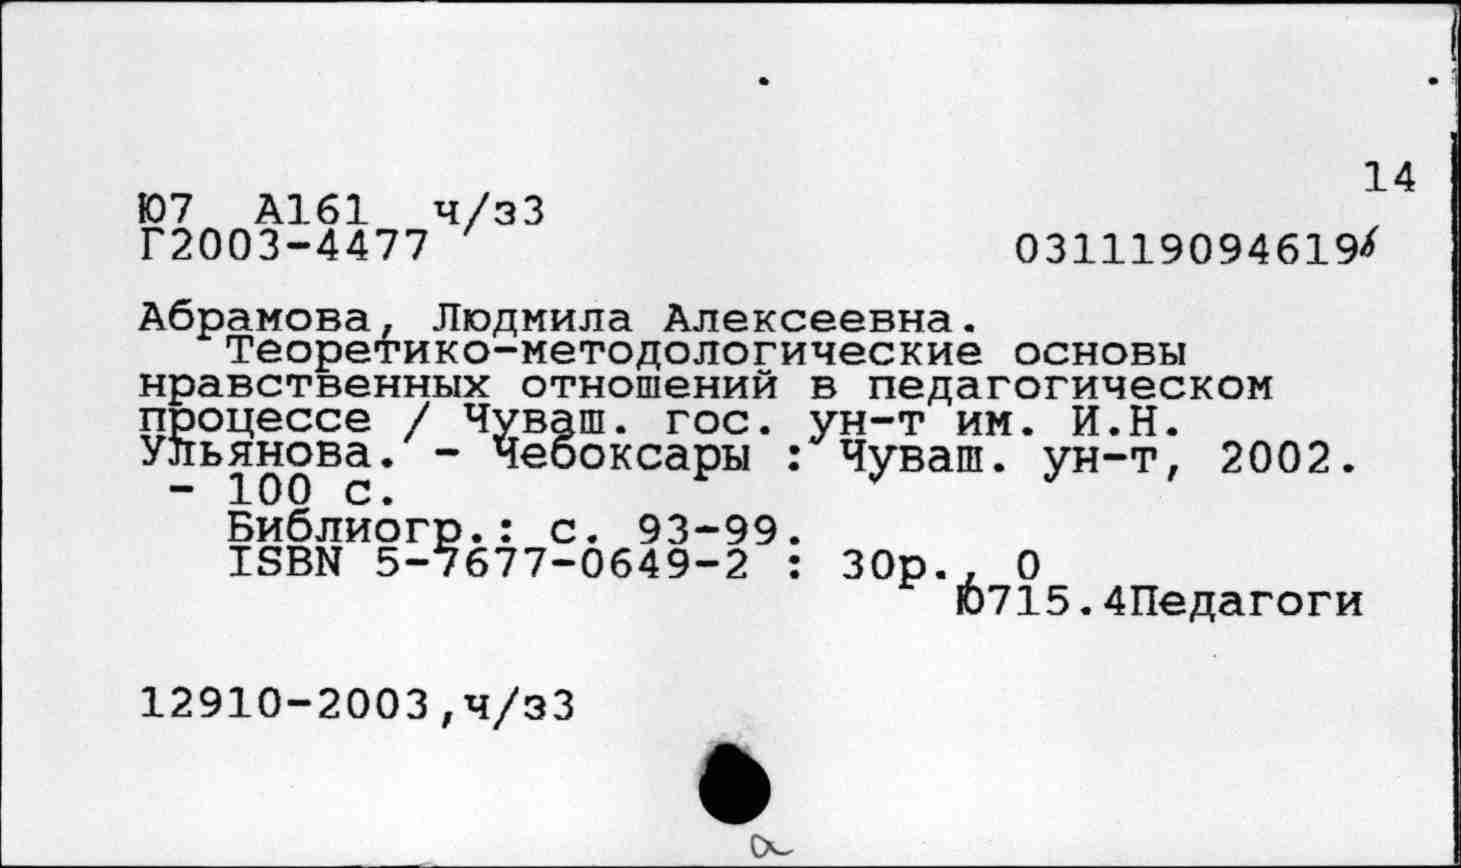 14
Ю7 А161 ч/з3
Г2003-4477 031119094619
Абрамова, Людмила Алексеевна.
Теоретико-методологические основы
нравственных отношений в педагогическом
процессе / Чуваш. гос. ун-т им. И.Н.
Ульянова. - Чебоксары : Чуваш. ун-т, 2002.
- 100 с.
Библиогр.: с. 93-99.
ISBN 5-7677-0649-2 : 30р., 0
Ю715.4Педагоги
12910-2003,ч/з3